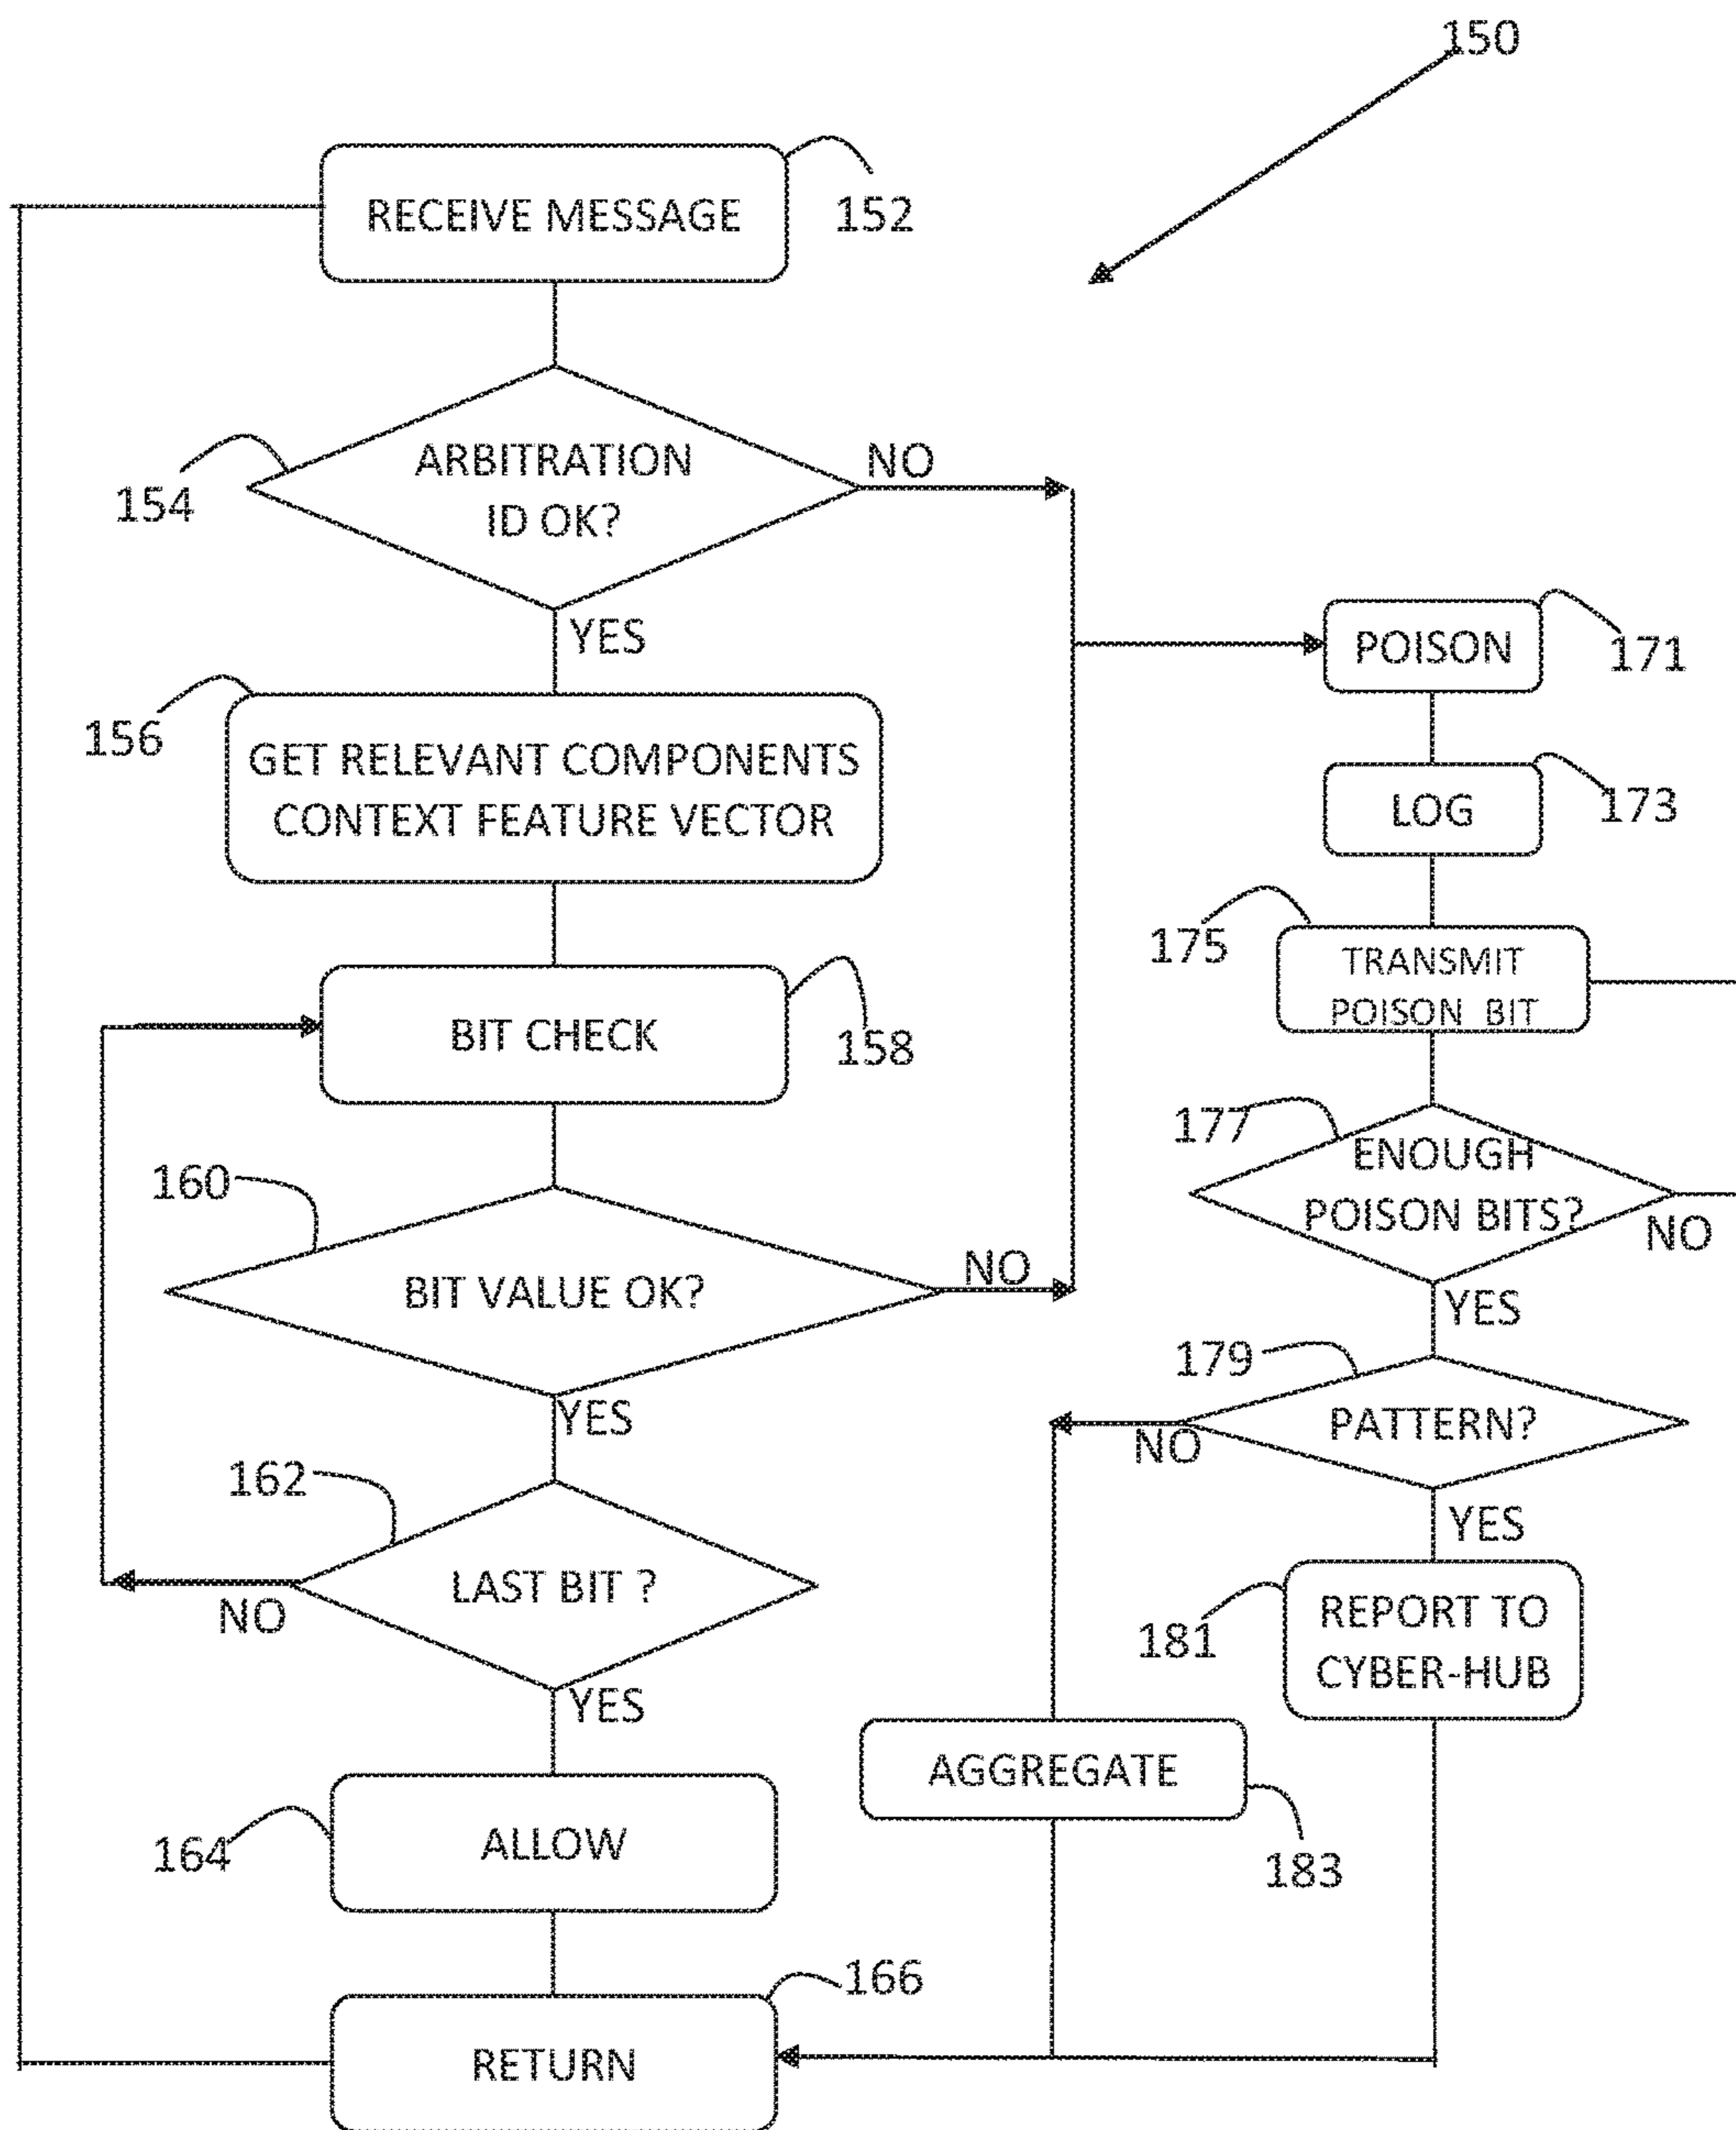 150
RECEIVE MESSAGE
152
ARBITRATION
ID OK?
NO
154
YES
156
GET RELEVANT COMPONENTS
CONTEXT FEATURE VECTOR
BIT CHECK
158
160
BIT VALUE OK?
NO
YES
162
LAST BIT ?
NO
YES
164
ALLOW
166
RETURN
POISON
171
LOG
173
175
TRANSMIT
POISON BIT
177
ENOUGH
POISON BITS?
NO
YES
179
PATTERN?
NO
YES
181
REPORT TO
CYBER-HUB
AGGREGATE
183